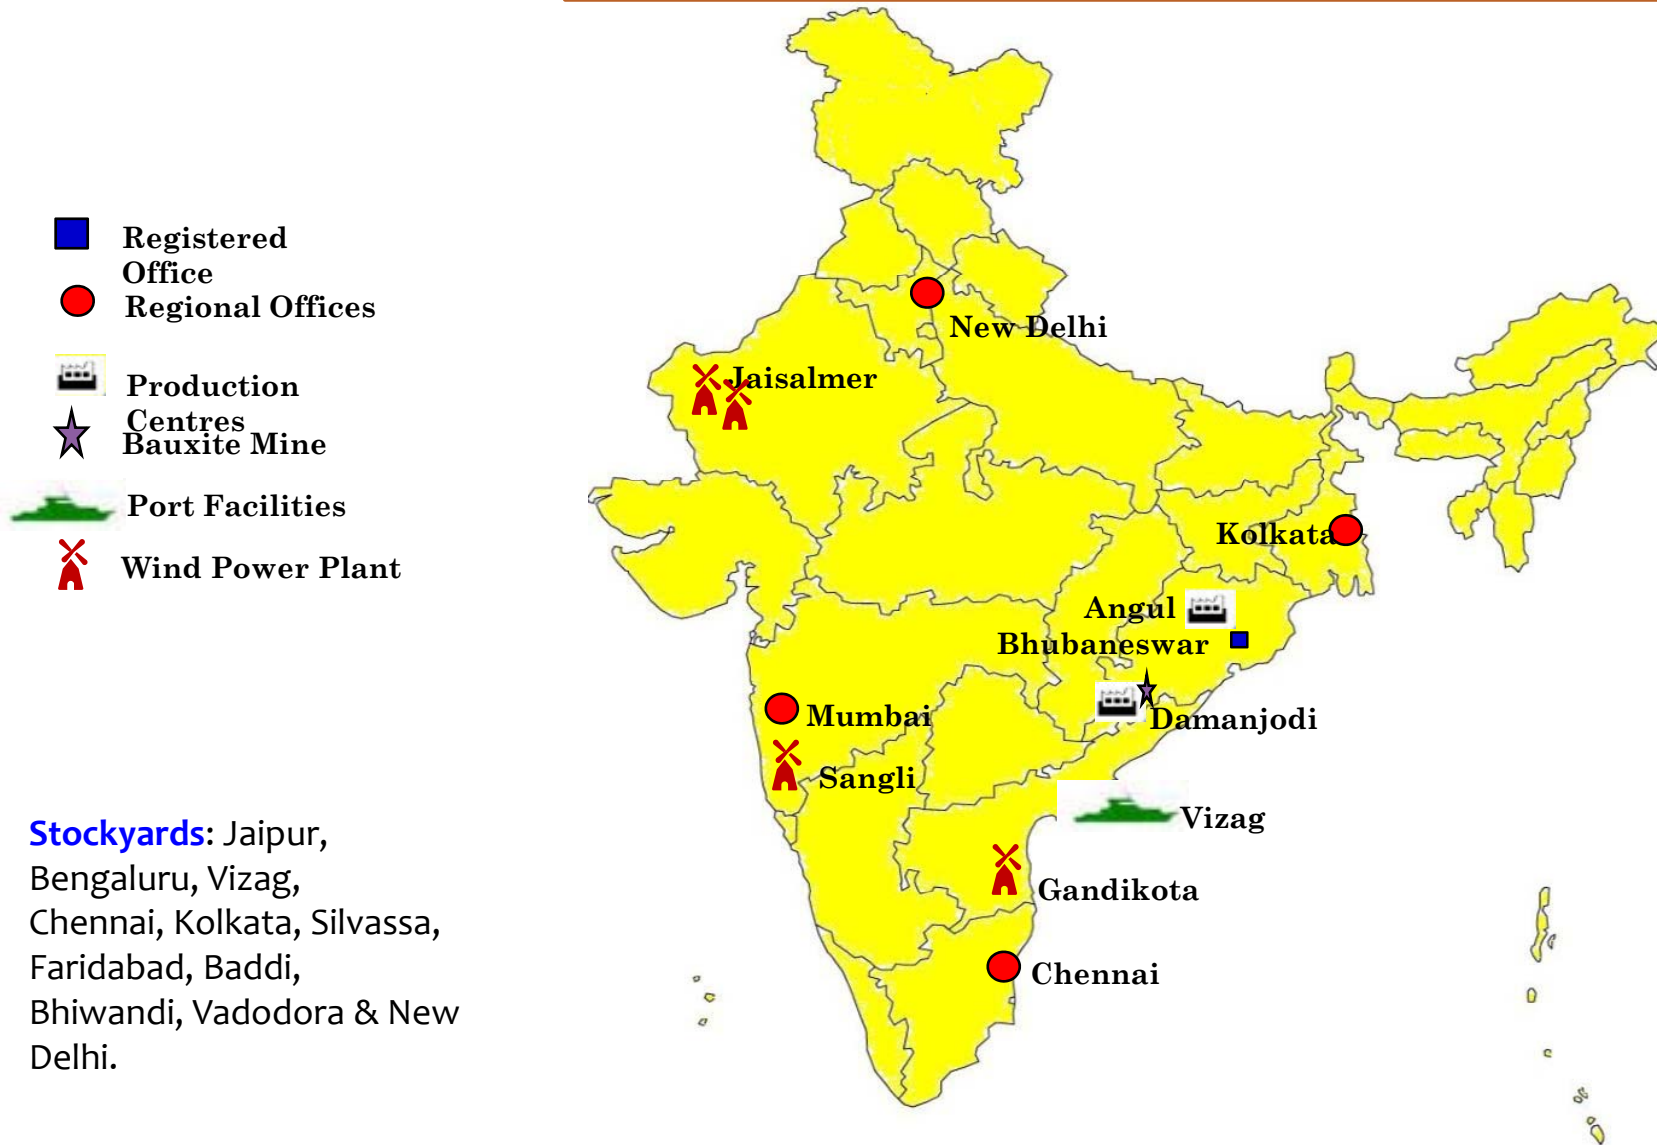 Registered
Office
Regional Offices
Production
Centres
Bauxite Mine
Port Facilities
Wind Power Plant
Stockyards: Jaipur,
Bengaluru, Vizag,
Chennai, Kolkata, Silvassa,
Faridabad, Baddi,
Bhiwandi, Vadodora & New
Delhi.
New Delhi
Jaisalmer
Kolkata
Angul
Bhubaneswar
Mumbai
Damanjodi
Sangli
Vizag
Gandikota
Chennai